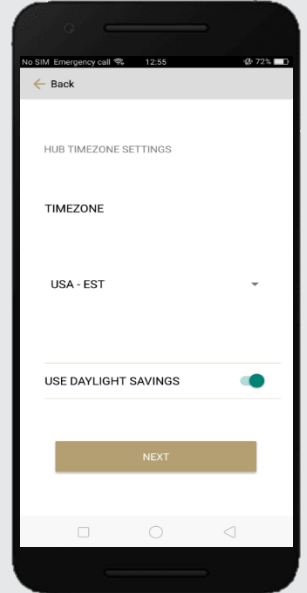 No SIM Emergency call 12:55 72%
Back
HUB TIMEZONE SETTINGS
TIMEZONE
USA - EST
USE DAYLIGHT SAVINGS
NEXT